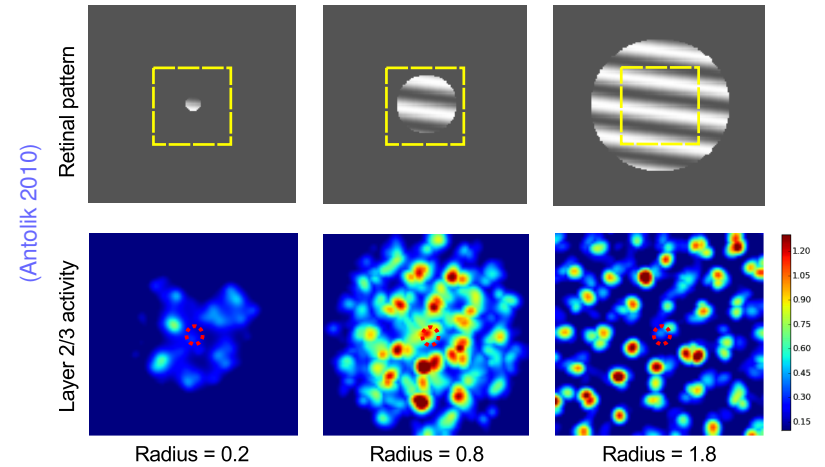 (Antolik 2010)
Retinal pattern
Layer 2/3 activity
1.20
1.05
0.90
0.75
0.60
0.45
0.30
0.15
Radius = 0.2
Radius = 0.8
Radius = 1.8